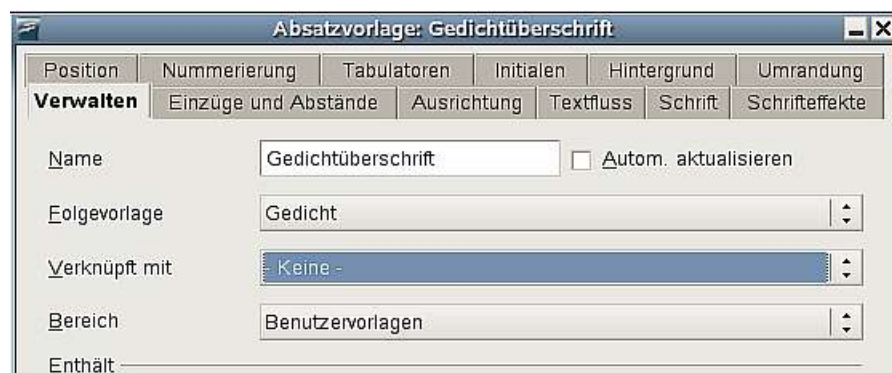 Absatzvorlage: Gedichtüberschrift
Position Nummerierung Tabulatoren Initialen Hintergrund Umrandung
Verwalten Einzüge und Abstände Ausrichtung Textfluss Schrift Schrifteffekte
Name Gedichtüberschrift Autom. aktualisieren
Folgevorlage Gedicht
Verknüpft mit - Keine -
Bereich Benutzervorlagen
Enthält